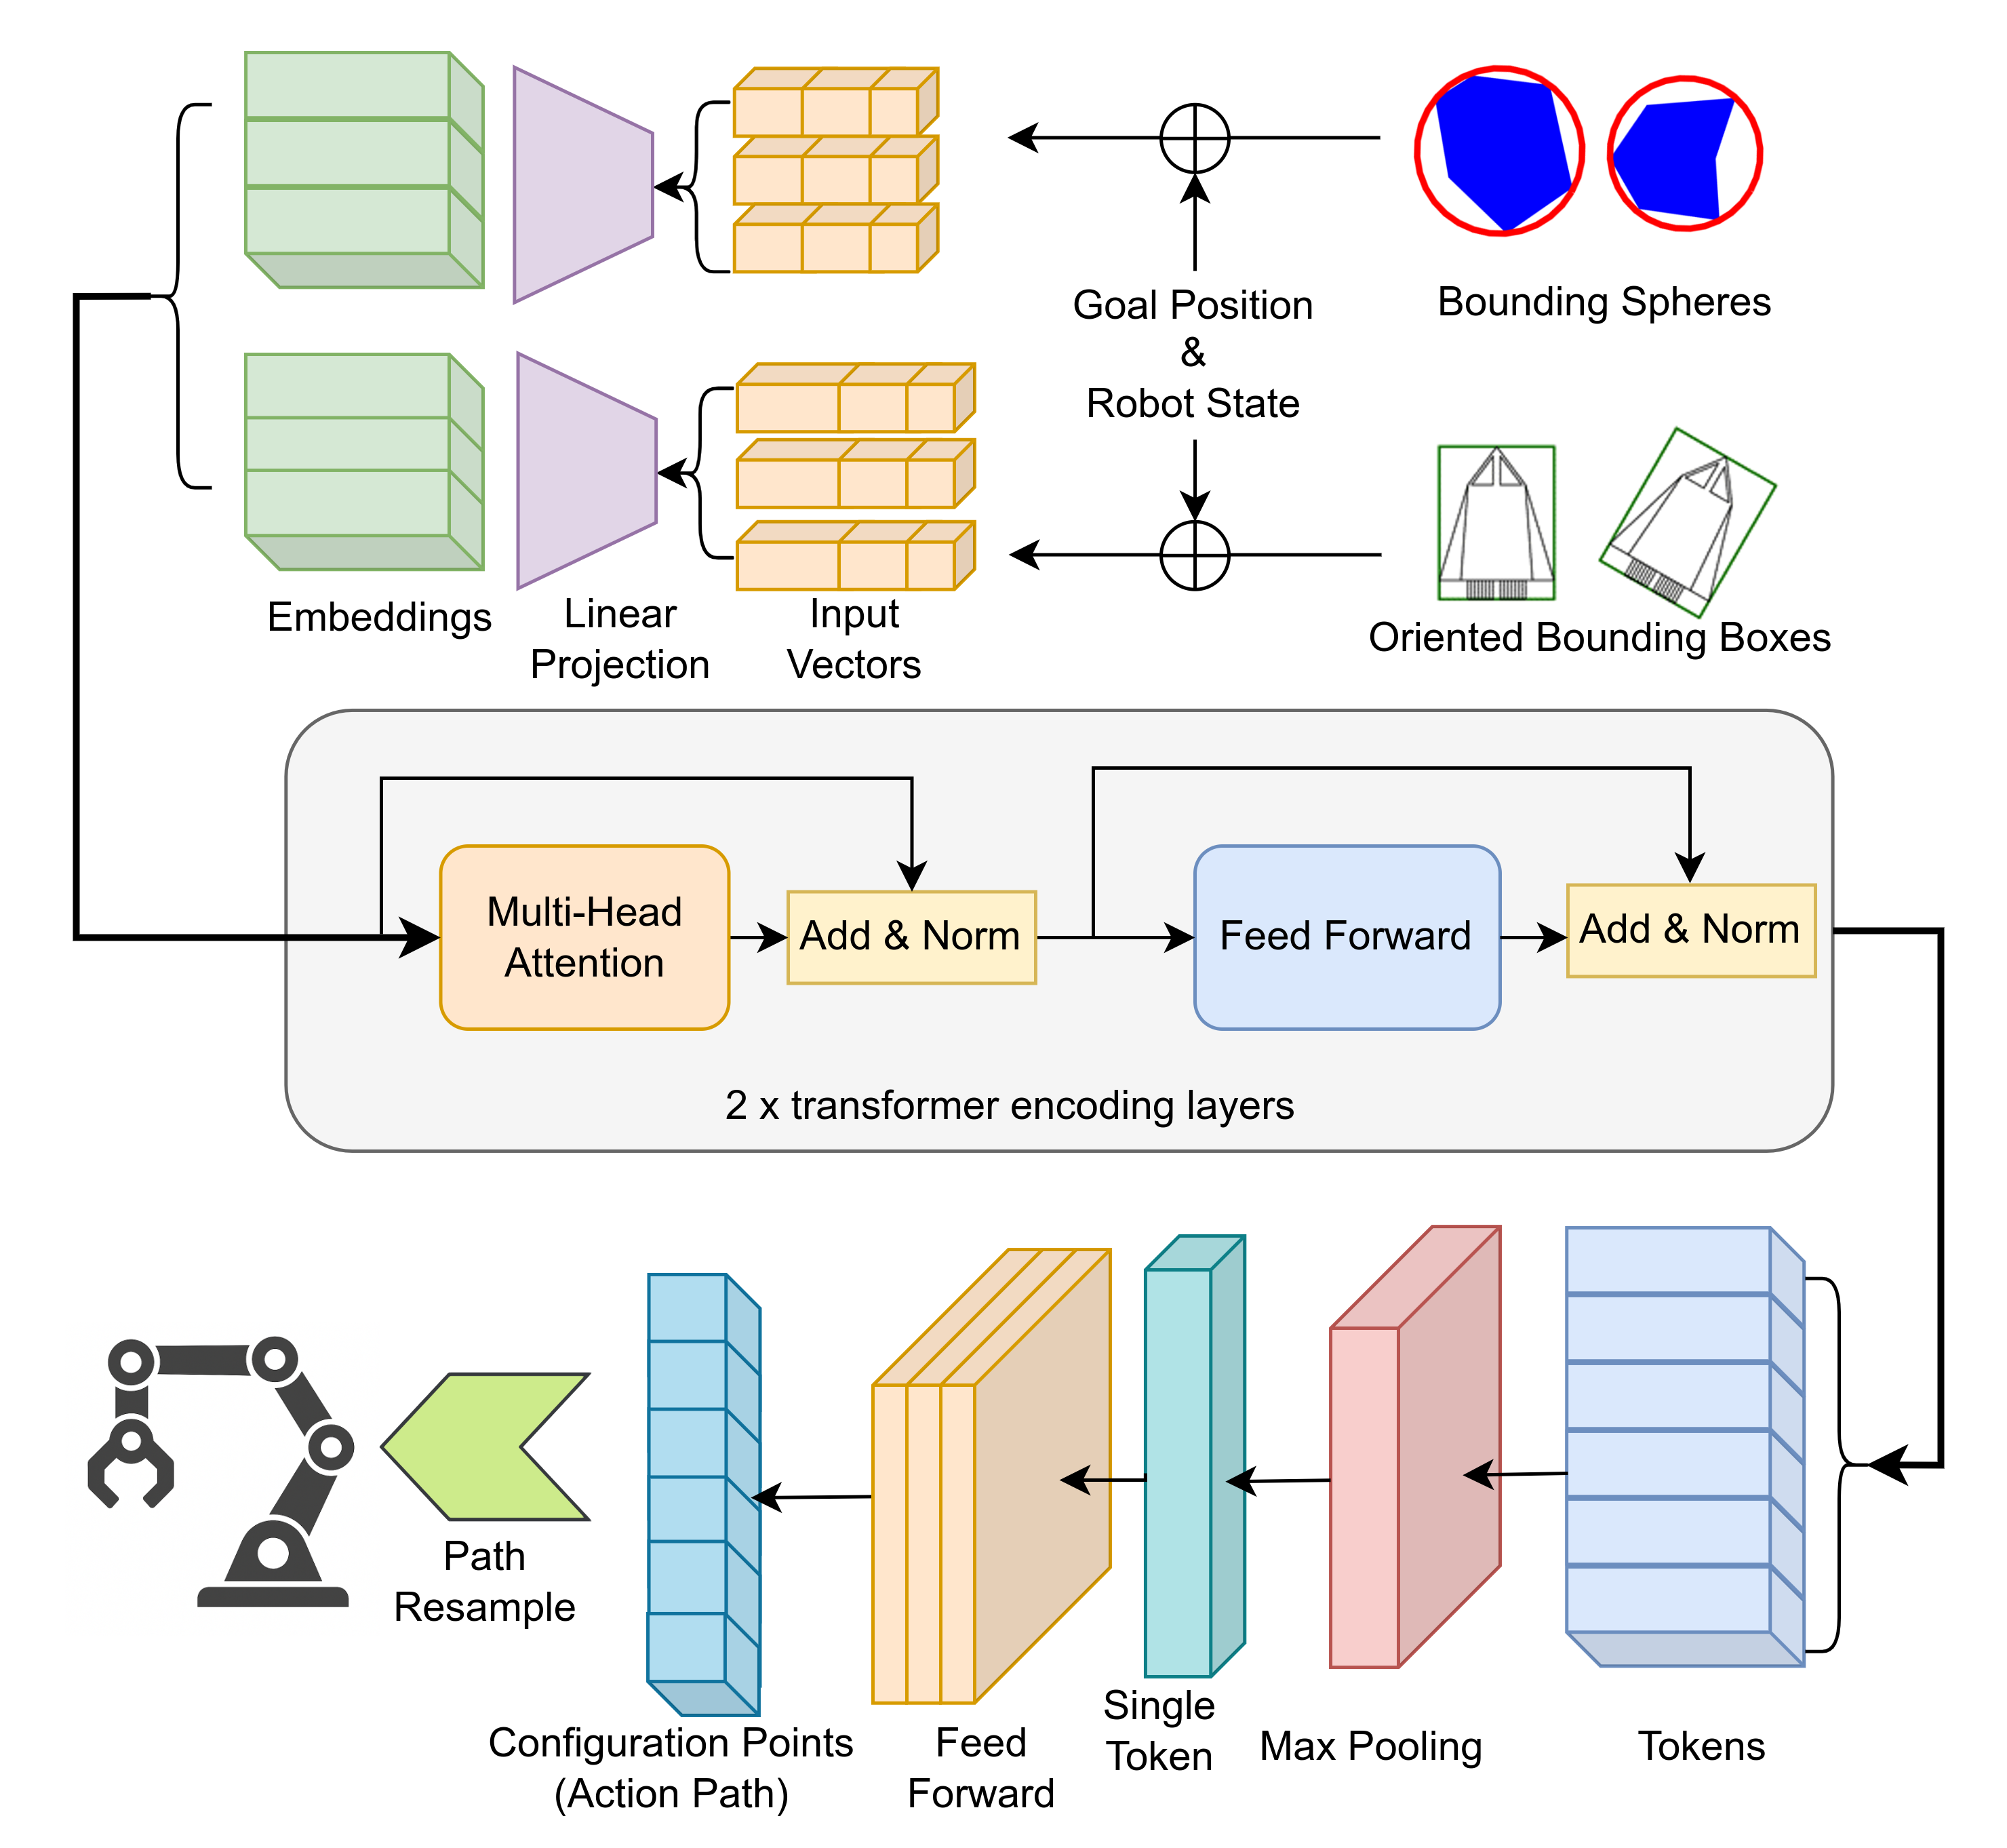 Goal Position
&
Robot State
Bounding Spheres
Oriented Bounding Boxes
Embeddings
Linear
Projection
Input
Vectors
Multi-Head
Attention
Add & Norm
Feed Forward
Add & Norm
2 x transformer encoding layers
Path
Resample
Configuration Points
(Action Path)
Feed
Forward
Single
Token
Max Pooling
Tokens